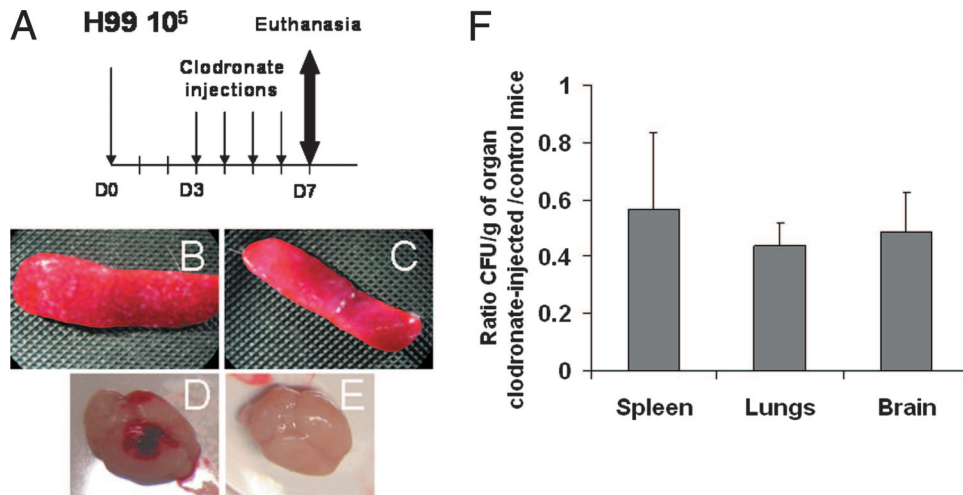 A
H99 10⁵
Euthanasia
Clodronate
injections
D0
D3
D7
B
C
D
E
F
Ratio CFU/g of organ
clodronate-injected /control mice
1
0.8
0.6
0.4
0.2
0
Spleen
Lungs
Brain